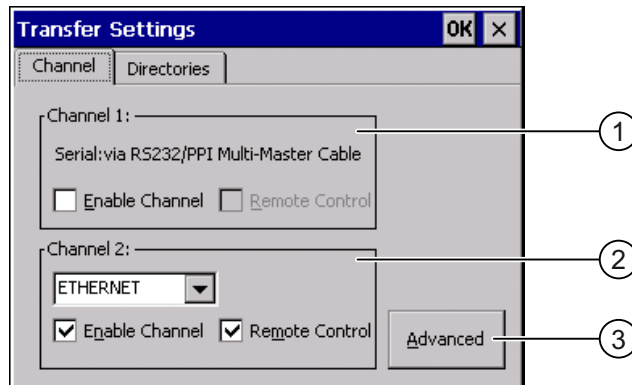 Transfer Settings OK ×
Channel Directories
Channel 1:
1
Serial:via RS232/PPI Multi-Master Cable
Enable Channel Remote Control
Channel 2:
2
ETHERNET
Enable Channel Remote Control
Advanced
3